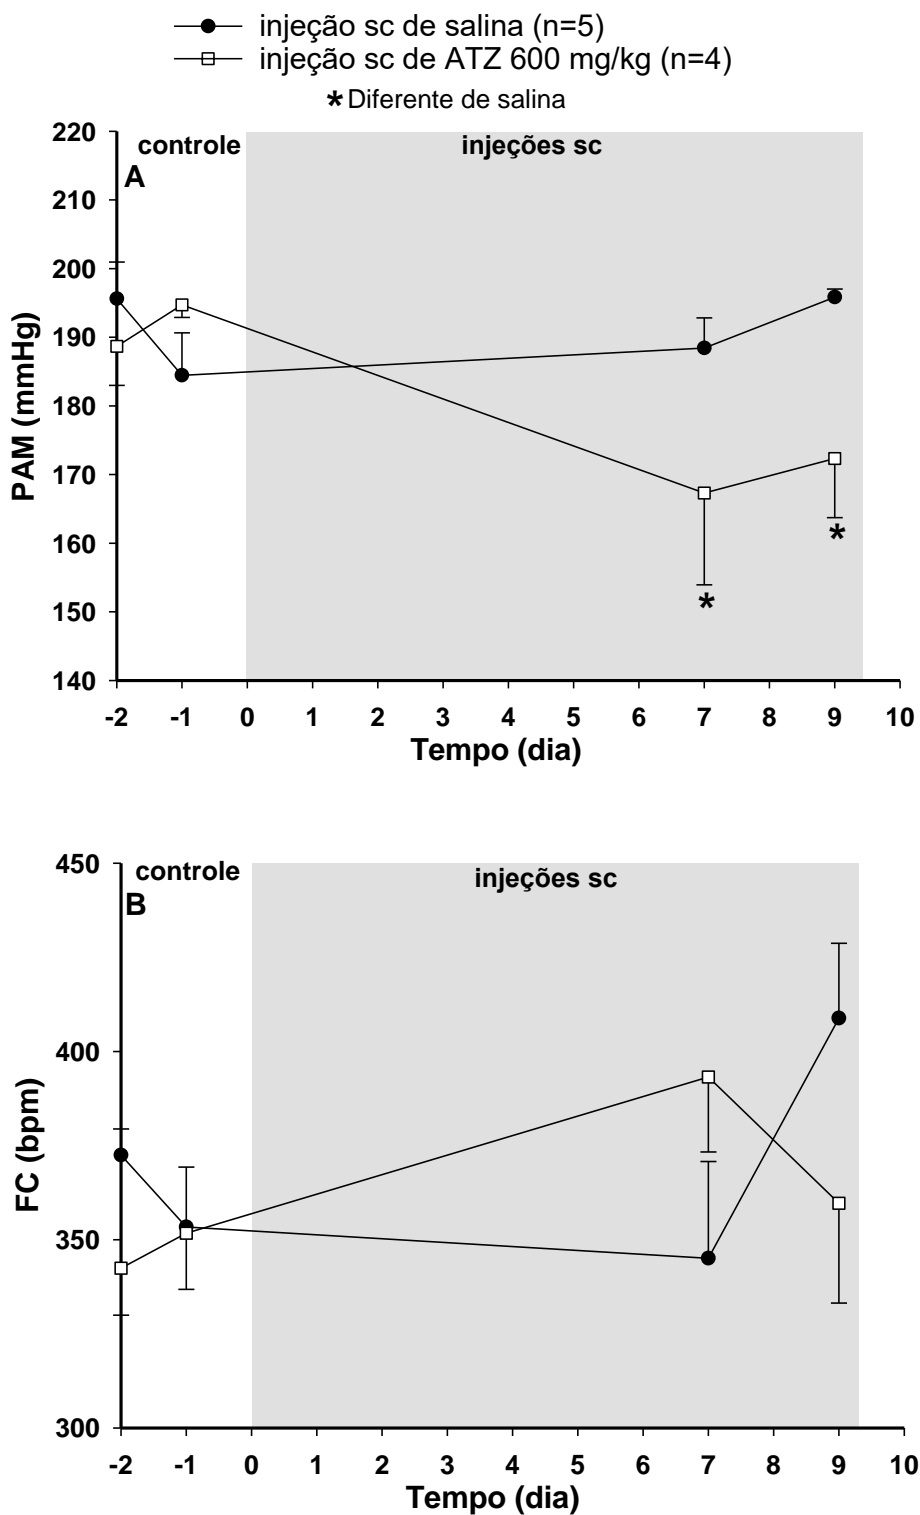 injeção sc de salina (n=5)
injeção sc de ATZ 600 mg/kg (n=4)
* Diferente de salina
220
210
200
190
180
170
160
150
140
PAM (mmHg)
controle
injeções sc
A
*
*
-2 -1 0 1 2 3 4 5 6 7 8 9 10
Tempo (dia)
450
400
350
300
FC (bpm)
controle
injeções sc
B
-2 -1 0 1 2 3 4 5 6 7 8 9 10
Tempo (dia)